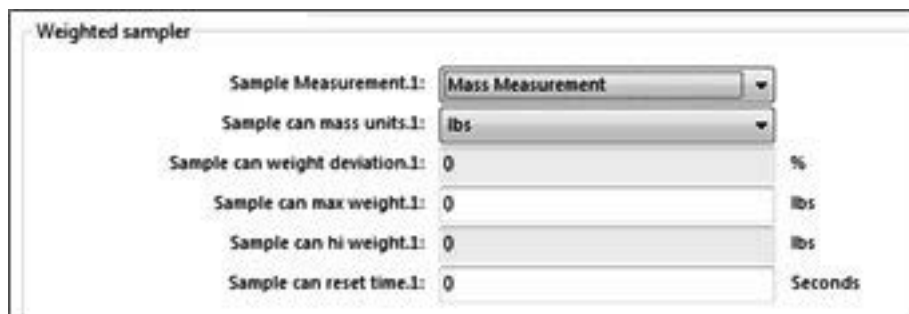 Weighted sampler
Sample Measurement.1: Mass Measurement
Sample can mass units.1: lbs
Sample can weight deviation.1: 0 %
Sample can max weight.1: 0 lbs
Sample can hi weight.1: 0 lbs
Sample can reset time.1: 0 Seconds